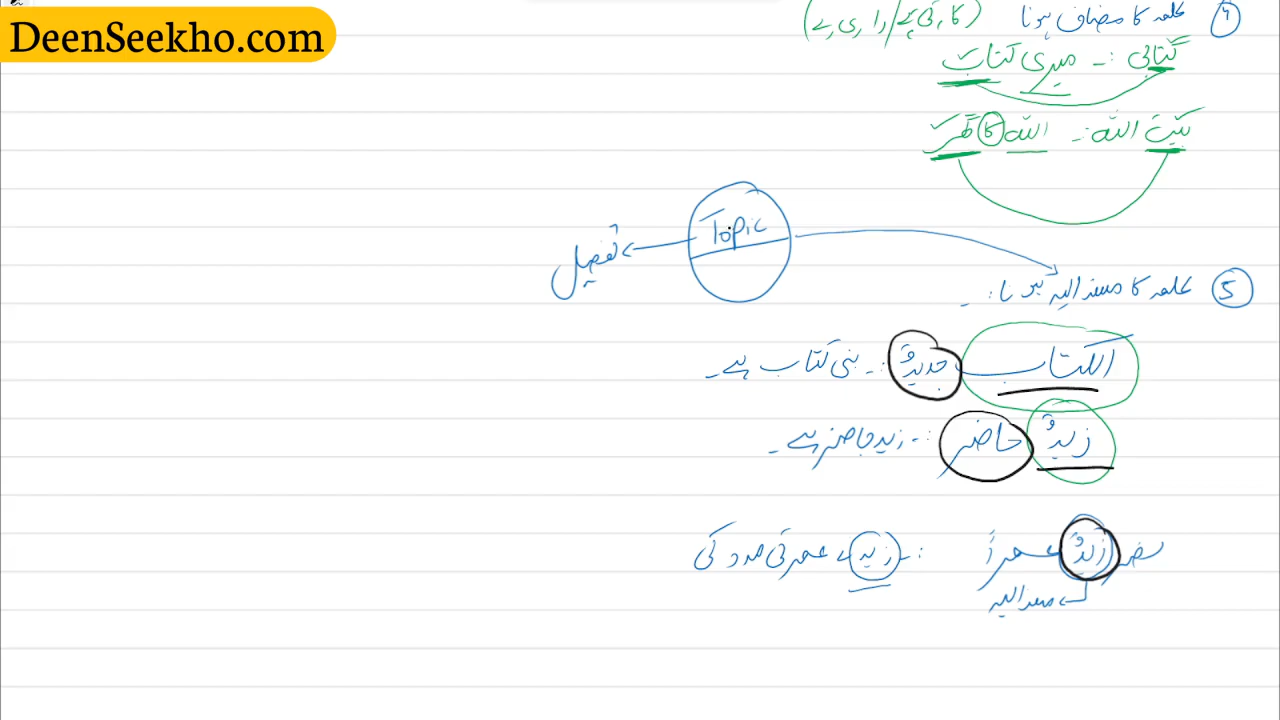 DeenSeekho.com
④ کلمہ کا مضاف ہونا (کا،کی،کے/را،ری،رے)
کتابی :- میری کتاب
بَیْتُ اللہ :- اللہ کا گھر
Topic
تفصیل
⑤ کلمہ کا مسند الیہ ہونا :-
الکتاب جدیدٌ :- نئی کتاب ہے۔
زیدٌ حاضر :- زید حاضر ہے۔
نصر زیدٌ عمراً :- زید نے عمر کی مدد کی
مسند الیہ